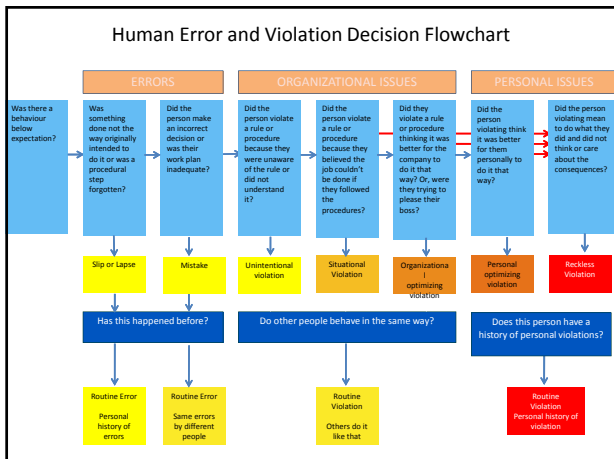 Human Error and Violation Decision Flowchart
ERRORS
ORGANIZATIONAL ISSUES
PERSONAL ISSUES
Was there a
behaviour
below
expectation?
Was
something
done not the
way originally
intended to
do it or was a
procedural
step
forgotten?
Did the
person make
an incorrect
decision or
was their
work plan
inadequate?
Did the
person violate
a rule or
procedure
because they
were unaware
of the rule or
did not
understand
it?
Did the
person violate
a rule or
procedure
because they
believed the
job couldn't
be done if
they followed
the
procedures?
Did they
violate a rule
or procedure
thinking it was
better for the
company to
do it that
way? Or, were
they trying to
please their
boss?
Did the
person
violating think
it was better
for them
personally to
do it that
way?
Did the person
violating mean
to do what
they did and
did not think
or care about
the
consequences?
Slip or Lapse
Mistake
Unintentional
violation
Situational
Violation
Organizationa
l
optimizing
violation
Personal
optimizing
violation
Reckless
Violation
Has this happened before?
Do other people behave in the same way?
Does this person have a
history of personal violations?
Routine Error
Personal
history of
errors
Routine Error
Same errors
by different
people
Routine
Violation
Others do it
like that
Routine
Violation
Personal history of
violation